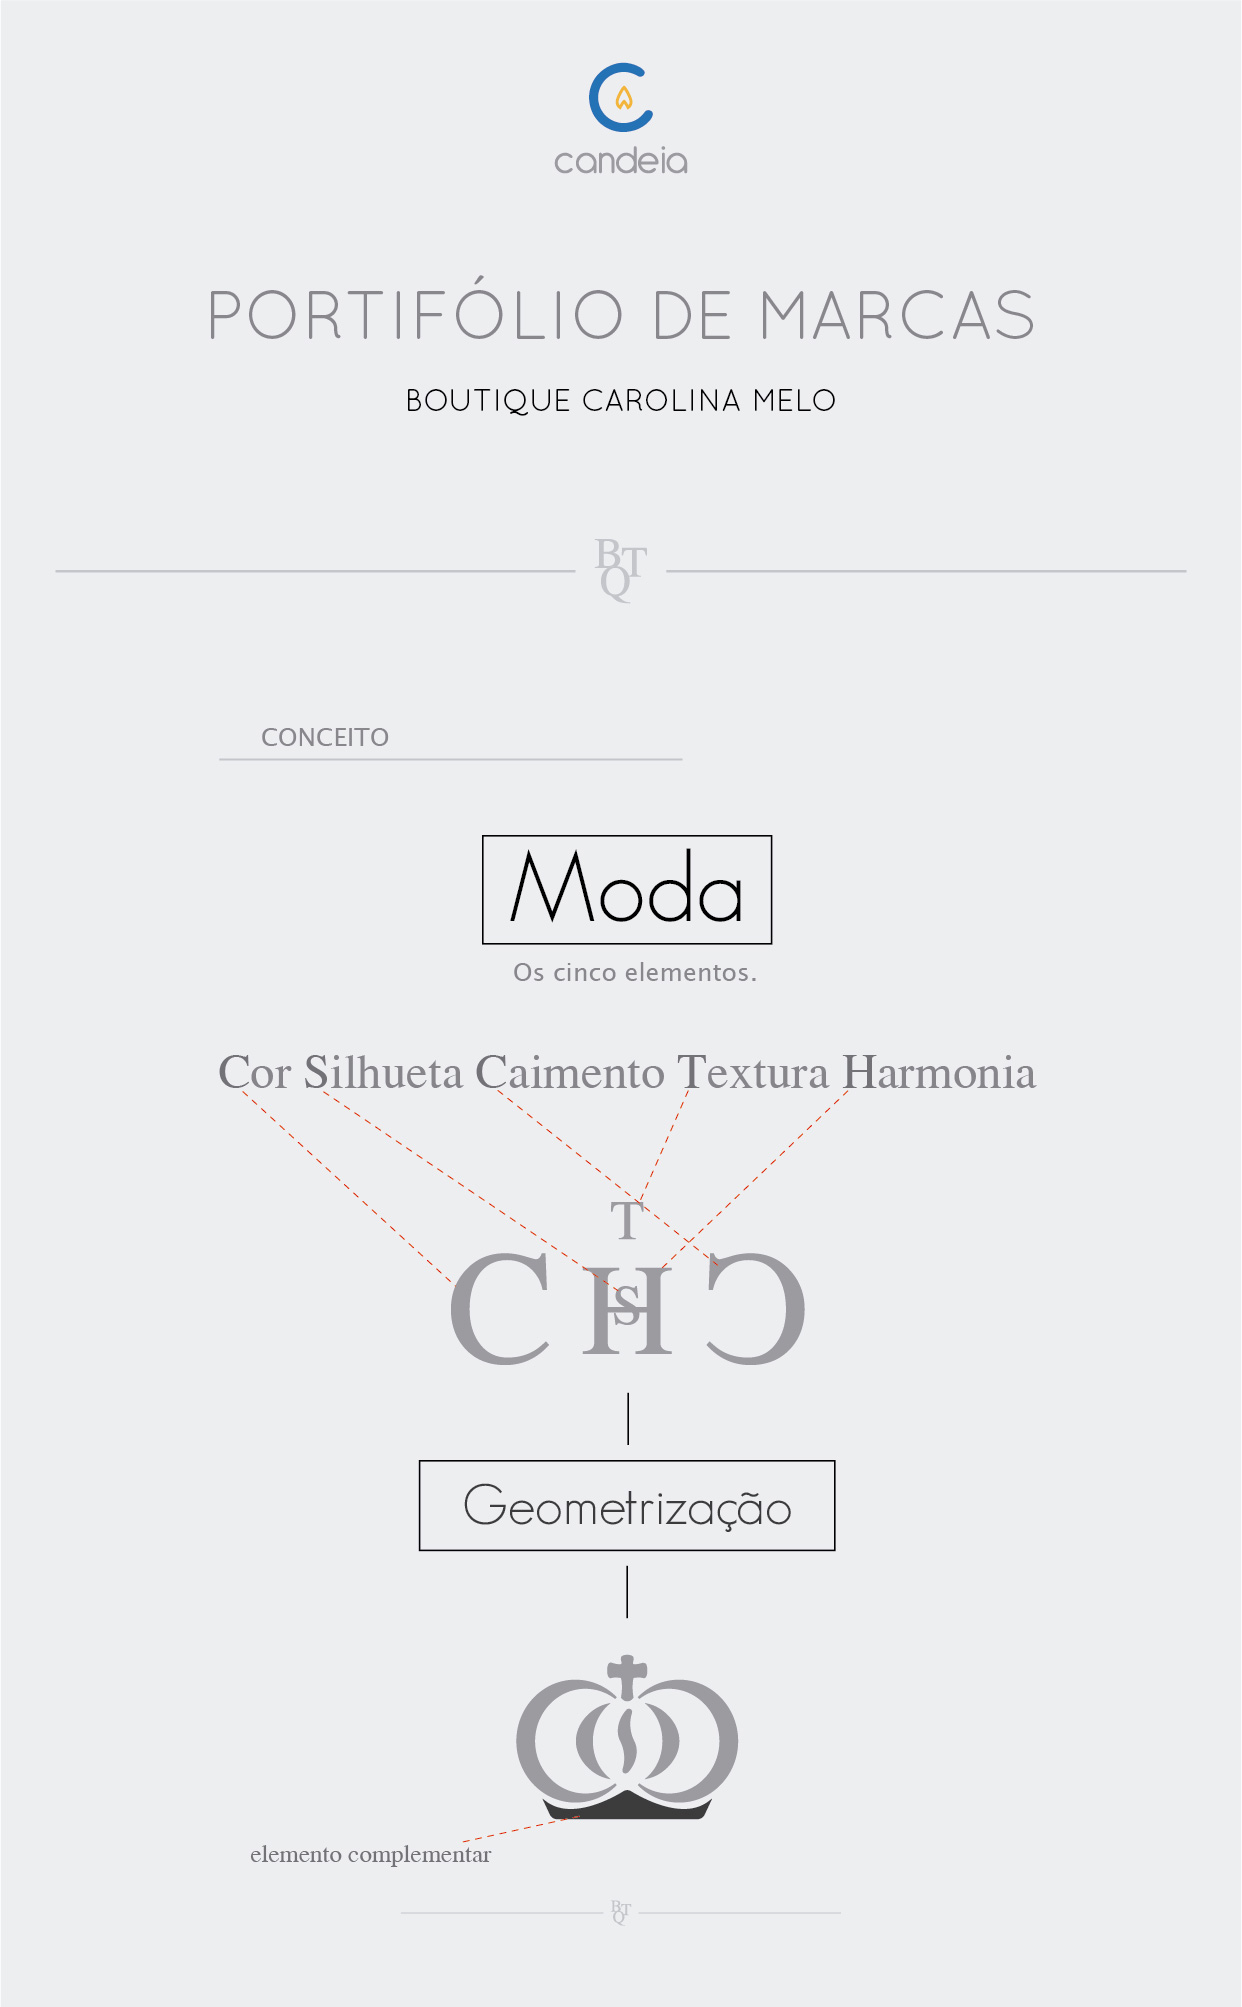 candeia
PORTIFÓLIO DE MARCAS
BOUTIQUE CAROLINA MELO
BTQ
CONCEITO
Moda
Os cinco elementos.
Cor Silhueta Caimento Textura Harmonia
T
C H C
S
Geometrização
elemento complementar
BTQ